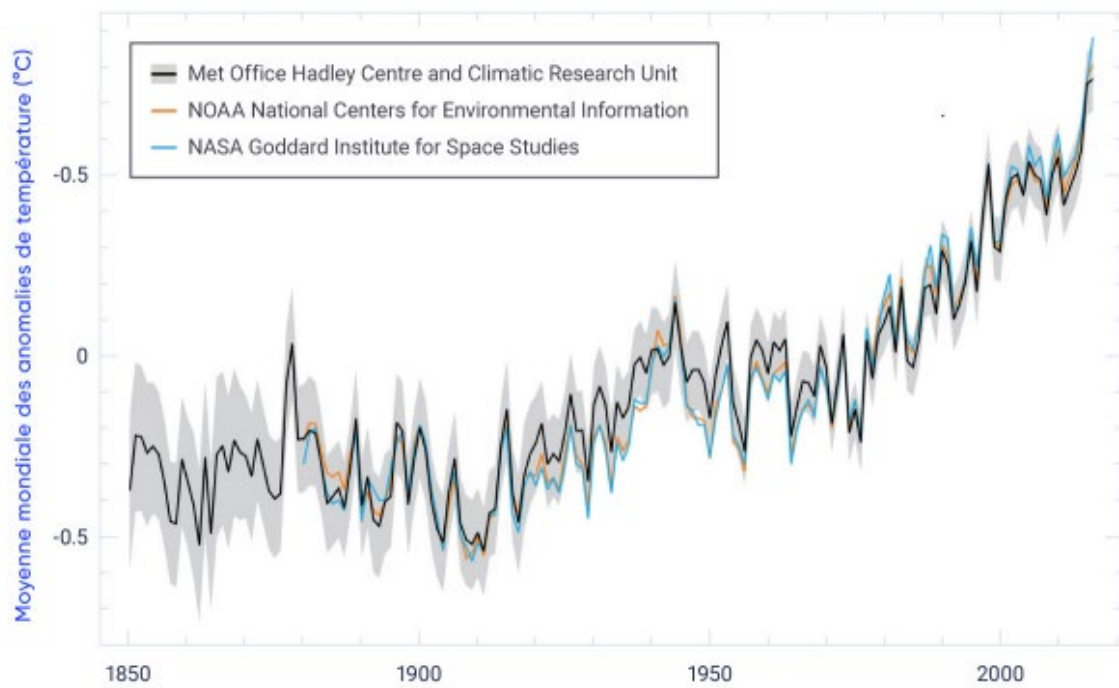 Moyenne mondiale des anomalies de température (°C)
Met Office Hadley Centre and Climatic Research Unit
NOAA National Centers for Environmental Information
NASA Goddard Institute for Space Studies
-0.5
0
-0.5
1850 1900 1950 2000